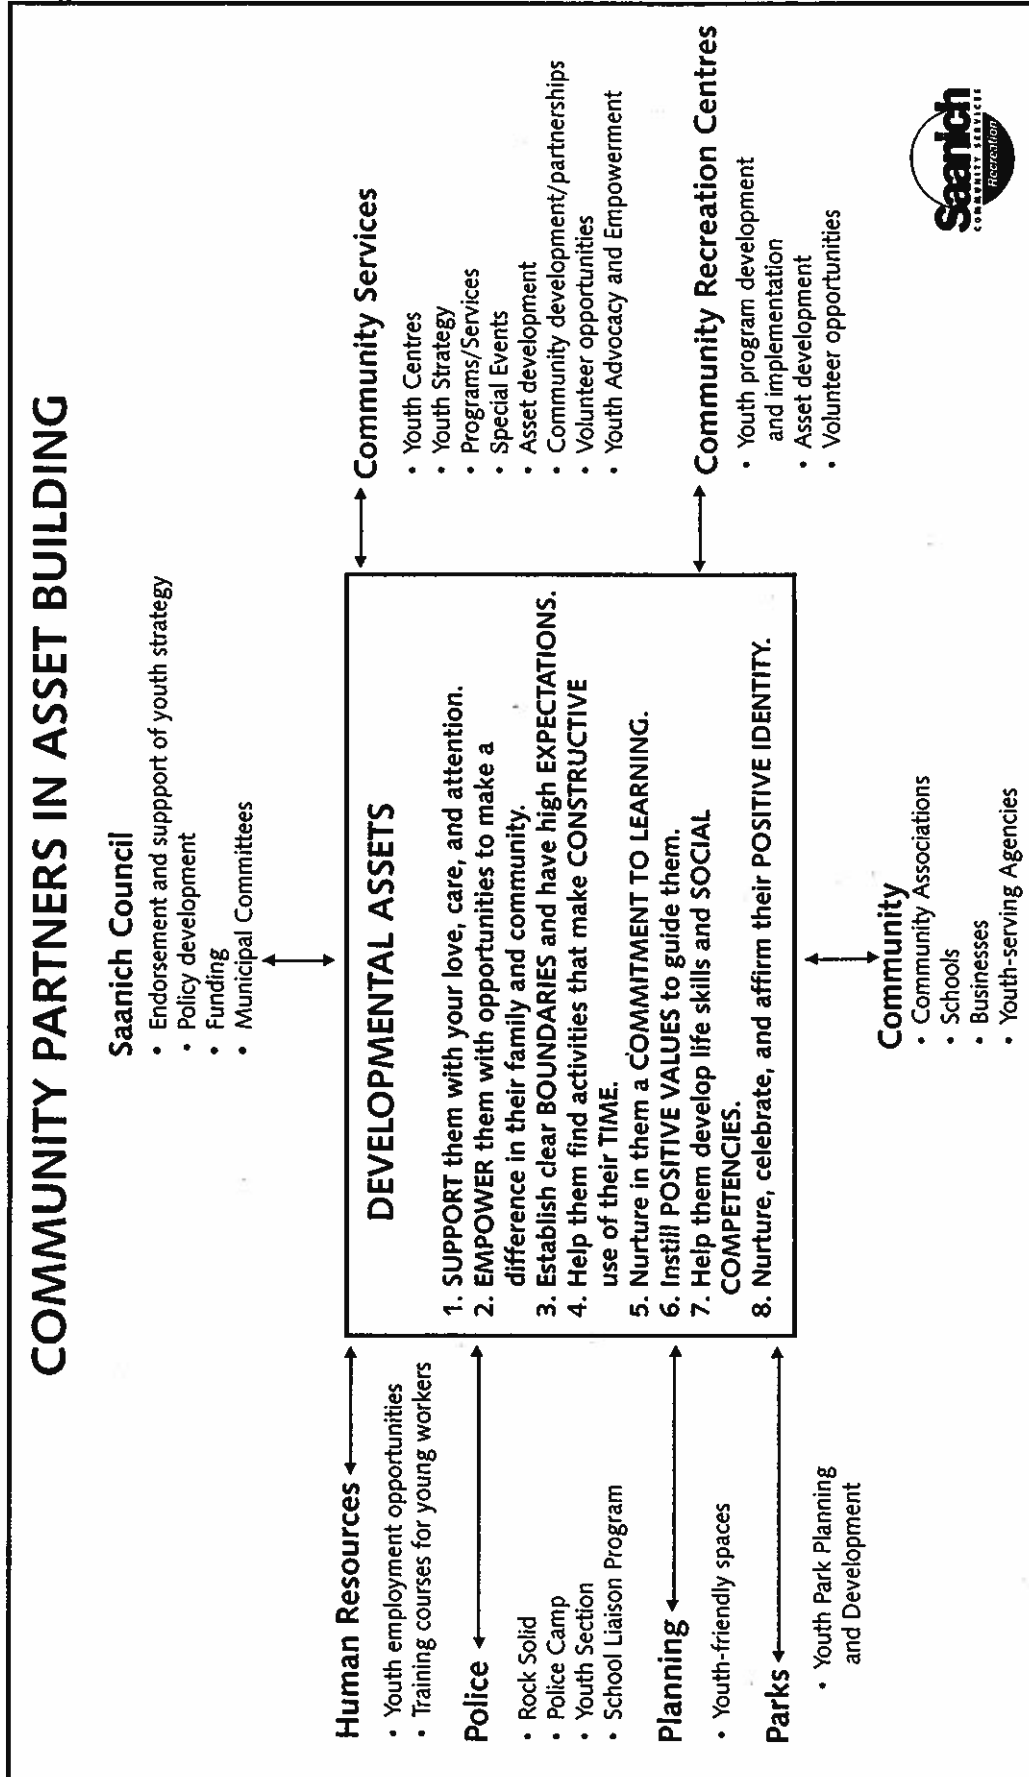 COMMUNITY PARTNERS IN ASSET BUILDING
Saanich Council
• Endorsement and suppport of youth strategy
• Policy development
• Funding
• Municipal Committees
Human Resources
• Youth employment opportunities
• Training courses for young workers
Police
• Rock Solid
• Police Camp
• Youth Section
• School Liaison Program
Planning
• Youth-friendly spaces
Parks
• Youth Park Planning
and Development
DEVELOPMENTAL ASSETS
1. SUPPORT them with your love, care, and attention.
2. EMPOWER them with opportunities to make a
difference in their family and community.
3. Establish clear BOUNDARIES and have high EXPECTATIONS.
4. Help them find activities that make CONSTRUCTIVE
use of their TIME.
5. Nurture in them a COMMITMENT TO LEARNING.
6. Instill POSITIVE VALUES to guide them.
7. Help them develop life skills and SOCIAL
COMPETENCIES.
8. Nurture, celebrate, and affirm their POSITIVE IDENTITY.
Community Services
• Youth Centres
• Youth Strategy
• Programs/Services
• Special Events
• Asset development
• Community development/partnerships
• Volunteer opportunities
• Youth Advocacy and Empowerment
Community Recreation Centres
• Youth program development
and implementation
• Asset development
• Volunteer opportunities
Community
• Community Associations
• Schools
• Businesses
• Youth-serving Agencies
Saanich
COMMUNITY SERVICES
Recreation